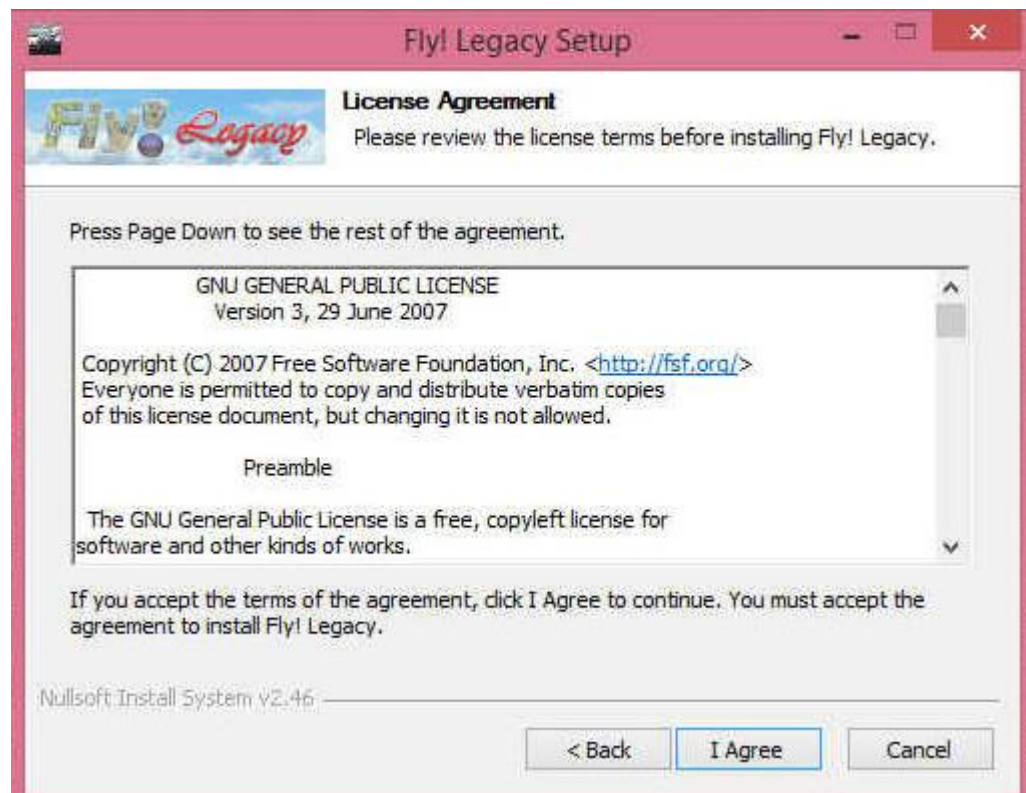 Fly! Legacy Setup
Fly! Legacy
License Agreement
Please review the license terms before installing Fly! Legacy.
Press Page Down to see the rest of the agreement.
GNU GENERAL PUBLIC LICENSE
Version 3, 29 June 2007
Copyright (C) 2007 Free Software Foundation, Inc. <http://fsf.org/>
Everyone is permitted to copy and distribute verbatim copies
of this license document, but changing it is not allowed.
Preamble
The GNU General Public License is a free, copyleft license for
software and other kinds of works.
If you accept the terms of the agreement, click I Agree to continue. You must accept the
agreement to install Fly! Legacy.
Nullsoft Install System v2.46
< Back I Agree Cancel